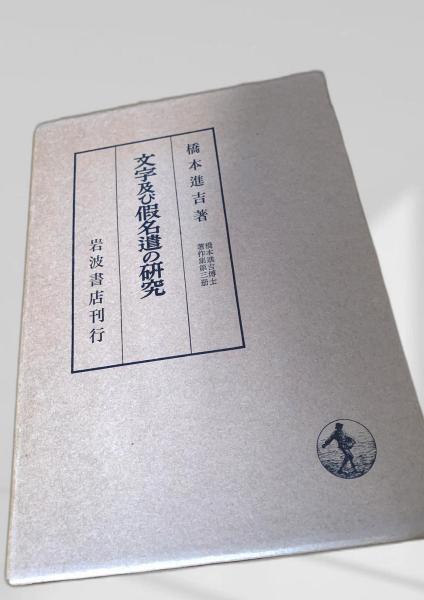 橋本進吉著
橋本進吉博士
著作集第三册
文字及び假名遣の研究
岩波書店刊行